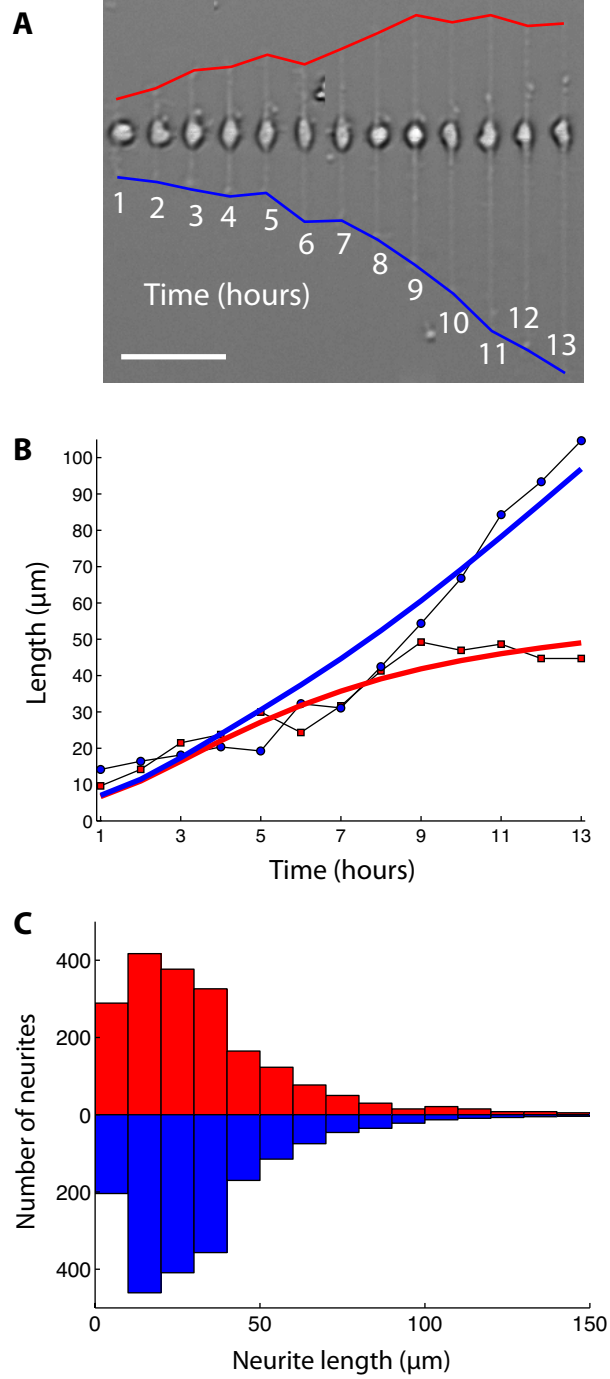 A
1 2 3 4 5 6 7 8 9 10 11 12 13
Time (hours)
B
100
90
80
70
60
50
40
30
20
10
0
Length (µm)
1 3 5 7 9 11 13
Time (hours)
C
400
200
0
200
400
Number of neurites
0 50 100 150
Neurite length (µm)